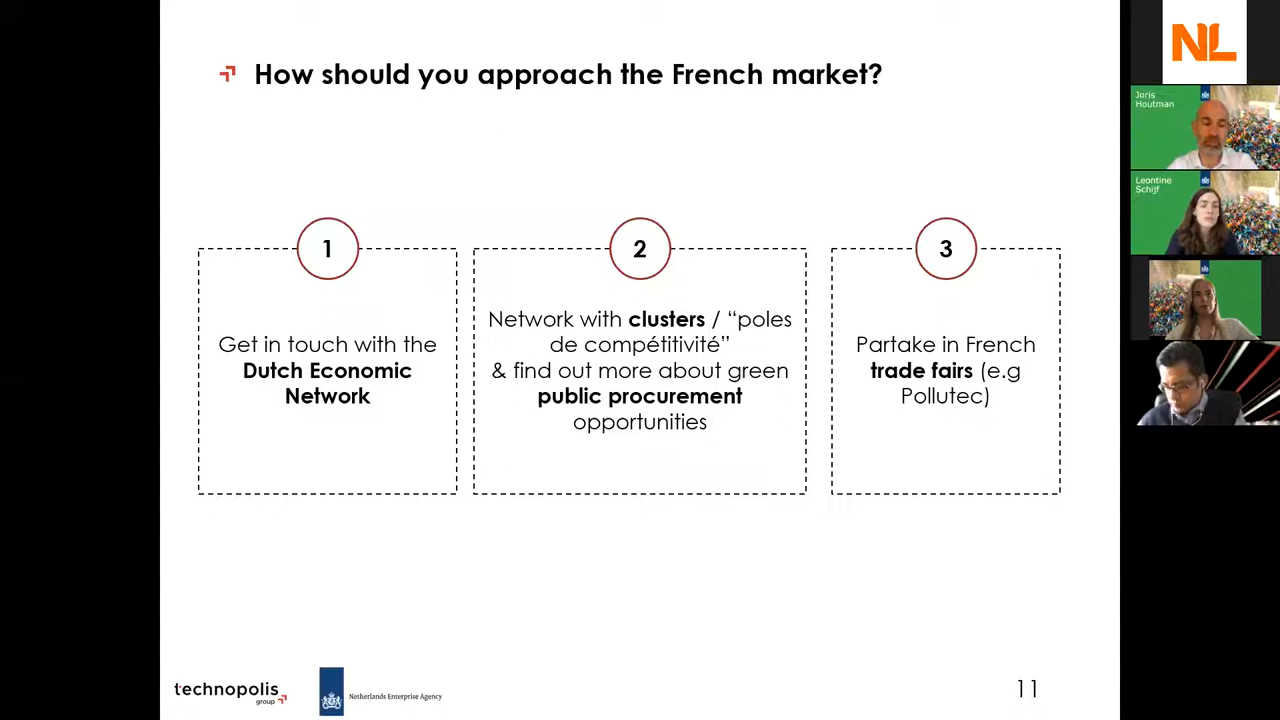 How should you approach the French market?
1
Get in touch with the
Dutch Economic
Network
2
Network with clusters / “poles
de compétitivité”
& find out more about green
public procurement
opportunities
3
Partake in French
trade fairs (e.g
Pollutec)
technopolis
group
Netherlands Enterprise Agency
11
NL
Joris
Houtman
Leontine
Schijf